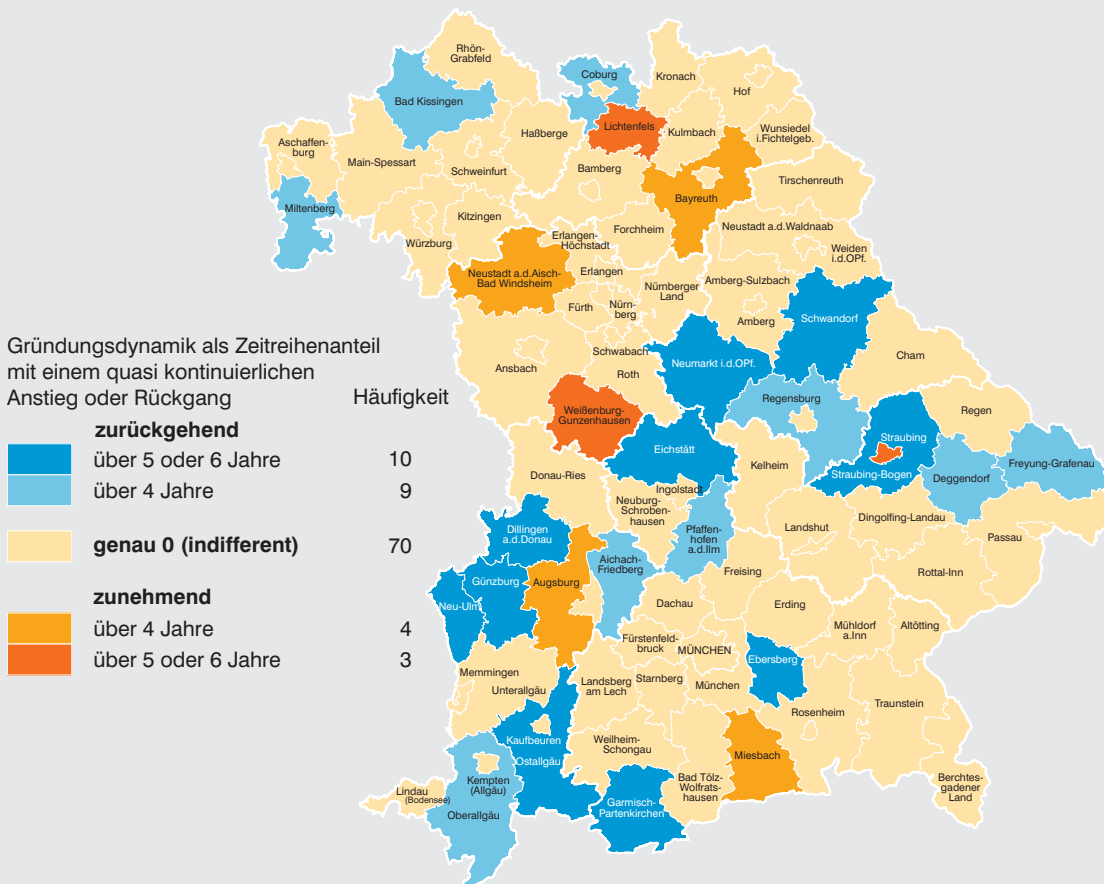 Gründungsdynamik als Zeitreihenanteil
mit einem quasi kontinuierlichen
Anstieg oder Rückgang
Häufigkeit
zurückgehend
über 5 oder 6 Jahre 10
über 4 Jahre 9
genau 0 (indifferent) 70
zunehmend
über 4 Jahre 4
über 5 oder 6 Jahre 3
Rhön-
Grabfeld
Bad Kissingen
Coburg
Kronach
Hof
Lichtenfels
Kulmbach
Wunsiedel
i.Fichtelgeb.
Haßberge
Aschaffen-
burg
Main-Spessart
Schweinfurt
Bamberg
Bayreuth
Tirschenreuth
Miltenberg
Kitzingen
Würzburg
Forchheim
Erlangen-
Höchstadt
Neustadt a.d.Waldnaab
Weiden
i.d.OPf.
Neustadt a.d.Aisch-
Bad Windsheim
Erlangen
Nürnberger
Land
Amberg-Sulzbach
Fürth
Nürn-
berg
Amberg
Schwandorf
Ansbach
Schwabach
Roth
Neumarkt i.d.OPf.
Cham
Weißenburg-
Gunzenhausen
Regensburg
Regen
Eichstätt
Straubing
Straubing-Bogen
Deggendorf
Freyung-Grafenau
Donau-Ries
Ingolstadt
Kelheim
Neuburg-
Schroben-
hausen
Pfaffen-
hofen
a.d.Ilm
Landshut
Dingolfing-Landau
Passau
Dillingen
a.d.Donau
Aichach-
Friedberg
Freising
Rottal-Inn
Günzburg
Augsburg
Neu-Ulm
Dachau
Erding
Mühldorf
a.Inn
Altötting
Fürstenfeld-
bruck
MÜNCHEN
Ebersberg
Memmingen
Unterallgäu
Landsberg
am Lech
Starnberg
München
Rosenheim
Traunstein
Kaufbeuren
Ostallgäu
Weilheim-
Schongau
Miesbach
Kempten
(Allgäu)
Oberallgäu
Lindau
(Bodensee)
Garmisch-
Partenkirchen
Bad Tölz-
Wolfrats-
hausen
Berchtes-
gadener
Land